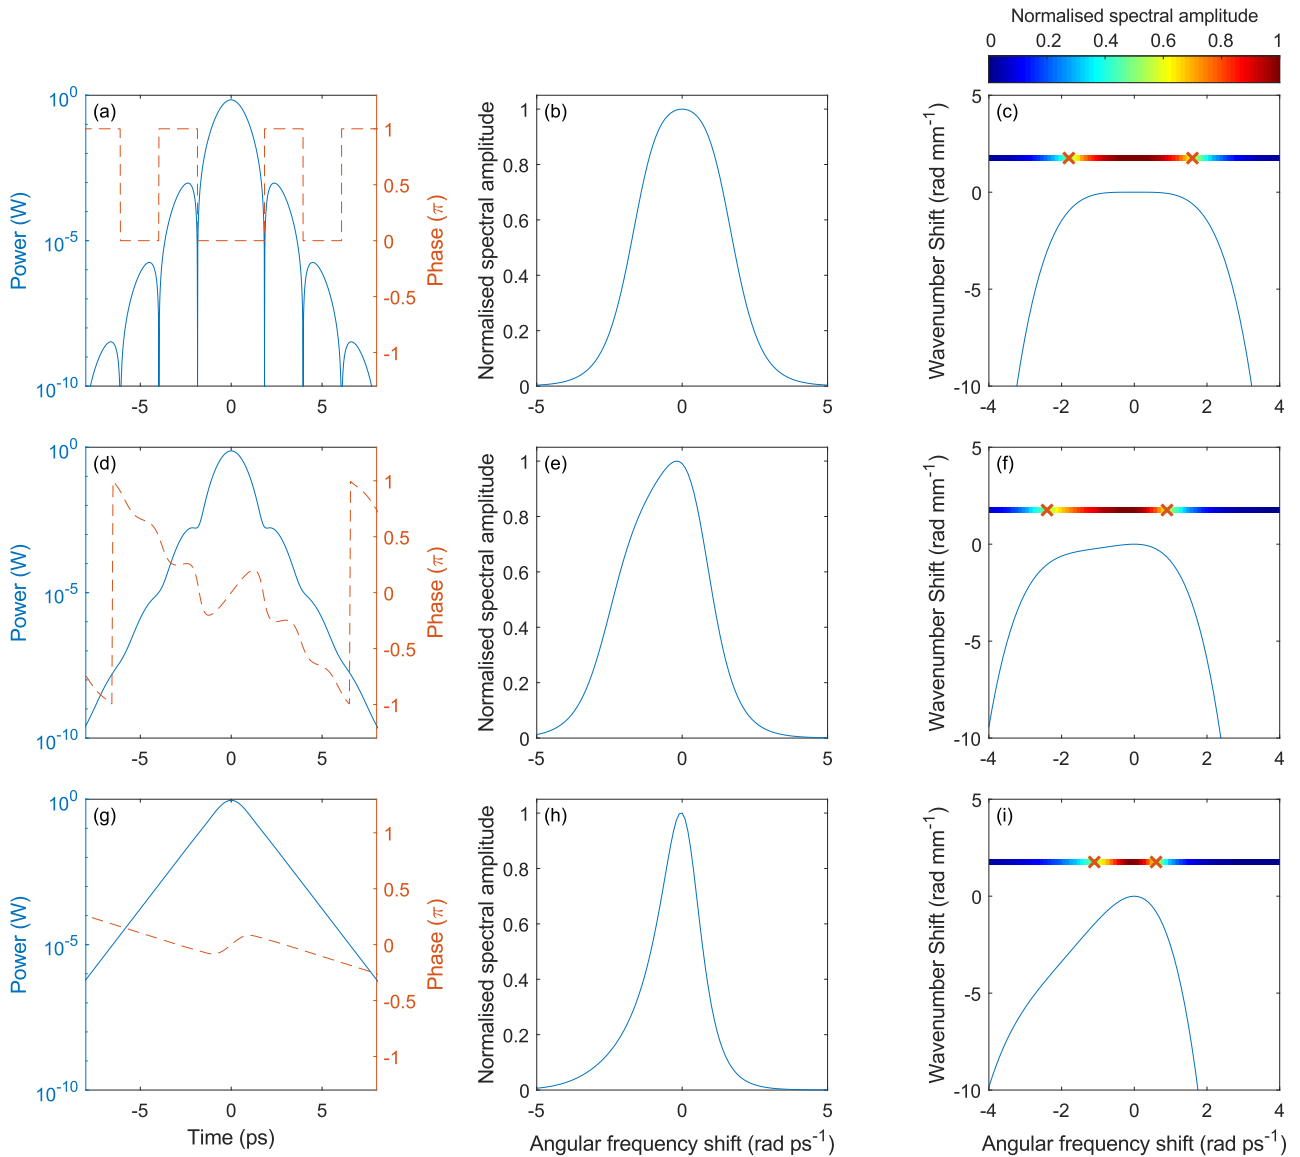 Normalised spectral amplitude
0 0.2 0.4 0.6 0.8 1
(a)
10^0
10^-5
10^-10
Power (W)
1
0.5
0
-0.5
-1
Phase (π)
-5 0 5
(b)
1
0.8
0.6
0.4
0.2
0
Normalised spectral amplitude
-5 0 5
(c)
5
0
-5
-10
Wavenumber Shift (rad mm^-1)
-4 -2 0 2 4
(d)
10^0
10^-5
10^-10
Power (W)
1
0.5
0
-0.5
-1
Phase (π)
-5 0 5
(e)
1
0.8
0.6
0.4
0.2
0
Normalised spectral amplitude
-5 0 5
(f)
5
0
-5
-10
Wavenumber Shift (rad mm^-1)
-4 -2 0 2 4
(g)
10^0
10^-5
10^-10
Power (W)
1
0.5
0
-0.5
-1
Phase (π)
-5 0 5
Time (ps)
(h)
1
0.8
0.6
0.4
0.2
0
Normalised spectral amplitude
-5 0 5
Angular frequency shift (rad ps^-1)
(i)
5
0
-5
-10
Wavenumber Shift (rad mm^-1)
-4 -2 0 2 4
Angular frequency shift (rad ps^-1)